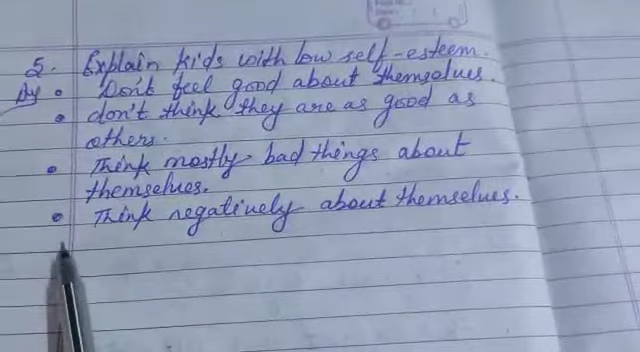 5. Explain kids with low self-esteem.
Ay • Don't feel good about themselves.
• don't think they are as good as
others.
• Think mostly bad things about
themselves.
• Think negatively about themselves.